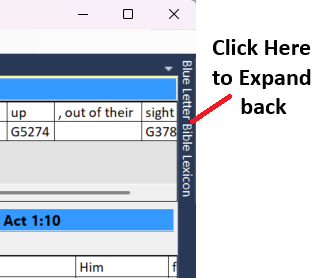 Click Here
to Expand
back
Blue Letter Bible Lexicon
up , out of their sight
G5274 G378
Act 1:10
Him f